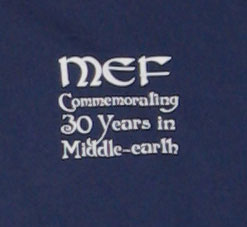 MEF
Commemorating
30 Years in
Middle-earth